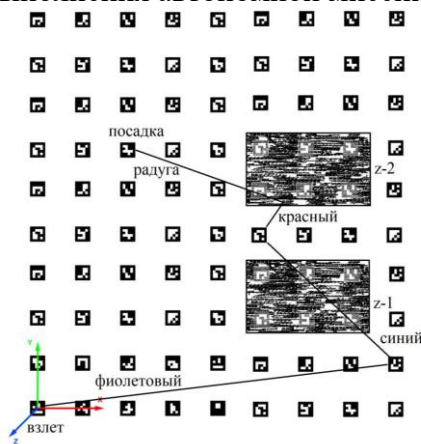 посадка
z-2
радуга
красный
z-1
синий
фиолетовый
Y
X
Z
взлет